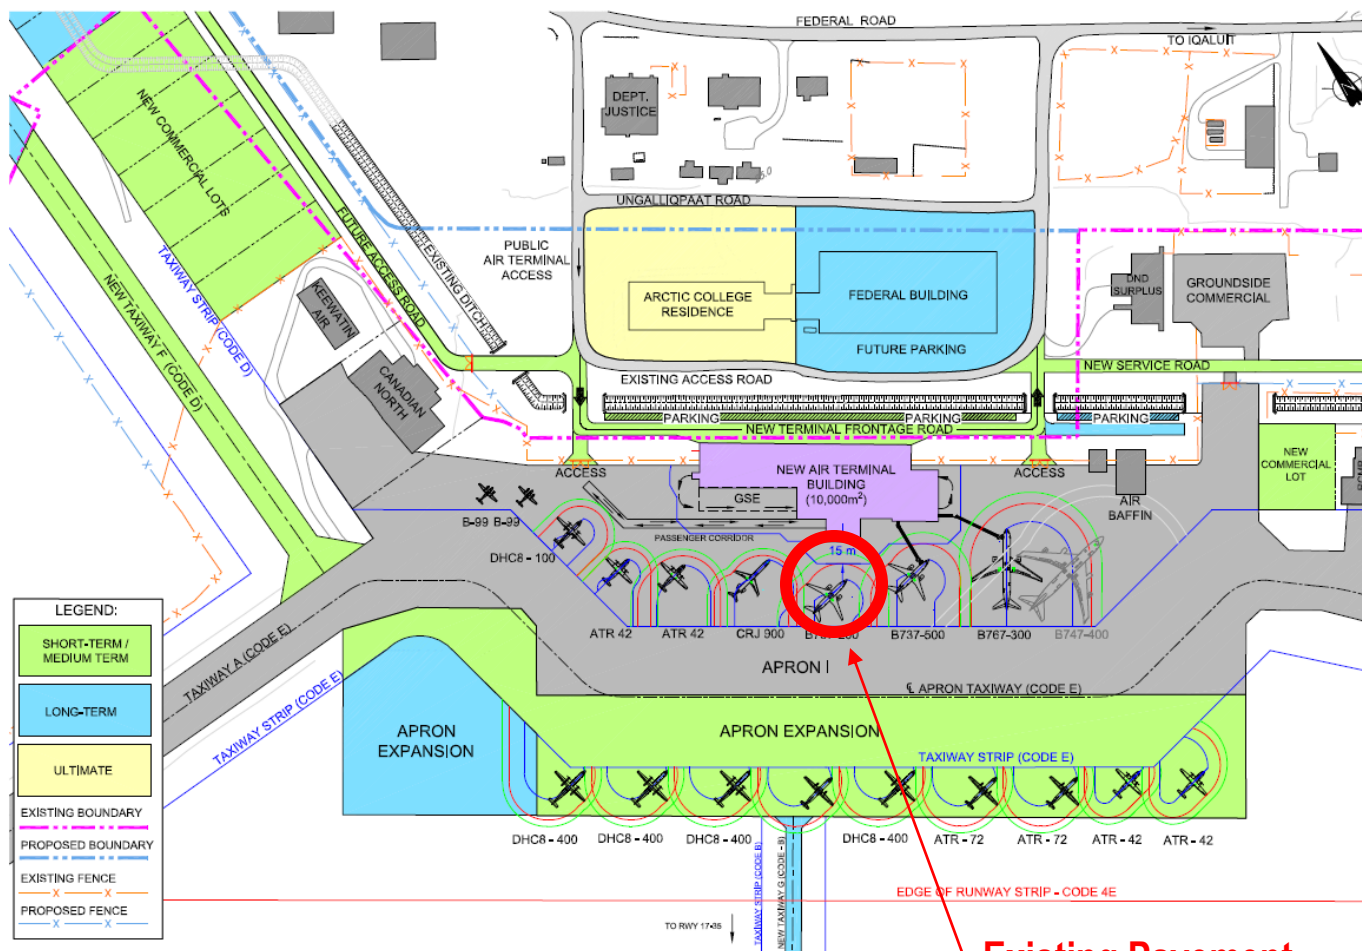 FEDERAL ROAD
TO IQALUIT
DEPT.
JUSTICE
NEW COMMERCIAL LOTS
UNGALLIQPAAT ROAD
PUBLIC
AIR TERMINAL
ACCESS
FUTURE ACCESS ROAD
EXISTING DITCH
TAXIWAY STRIP (CODE D)
NEW TAXIWAY F (CODE D)
KEEWATIN
AIR
CANADIAN
NORTH
ARCTIC COLLEGE
RESIDENCE
FEDERAL BUILDING
FUTURE PARKING
DND
SURPLUS
GROUNDSIDE
COMMERCIAL
EXISTING ACCESS ROAD
NEW SERVICE ROAD
PARKING
PARKING
PARKING
NEW TERMINAL FRONTAGE ROAD
ACCESS
ACCESS
NEW AIR TERMINAL
BUILDING
(10,000m²)
GSE
NEW
COMMERCIAL
LOT
AIR
BAFFIN
B-99 B-99
PASSENGER CORRIDOR
DHC8 - 100
15 m
ATR 42
ATR 42
CRJ 900
B737-500
B767-300
B747-400
APRON I
TAXIWAY A (CODE E)
TAXIWAY STRIP (CODE E)
℄ APRON TAXIWAY (CODE E)
APRON
EXPANSION
APRON EXPANSION
TAXIWAY STRIP (CODE E)
DHC8 - 400
DHC8 - 400
DHC8 - 400
DHC8 - 400
ATR - 72
ATR - 72
ATR - 42
ATR - 42
TAXIWAY STRIP (CODE B)
NEW TAXIWAY G (CODE - B)
EDGE OF RUNWAY STRIP - CODE 4E
TO RWY 17-35
Existing Pavement
LEGEND:
SHORT-TERM /
MEDIUM TERM
LONG-TERM
ULTIMATE
EXISTING BOUNDARY
PROPOSED BOUNDARY
EXISTING FENCE
PROPOSED FENCE